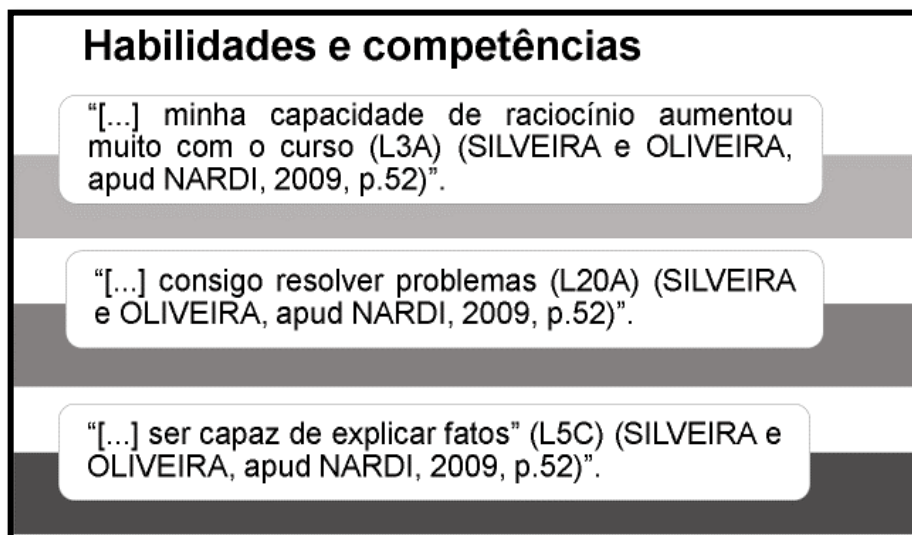 Habilidades e competências
“[...] minha capacidade de raciocínio aumentou
muito com o curso (L3A) (SILVEIRA e OLIVEIRA,
apud NARDI, 2009, p.52)”.
“[...] consigo resolver problemas (L20A) (SILVEIRA
e OLIVEIRA, apud NARDI, 2009, p.52)”.
“[...] ser capaz de explicar fatos” (L5C) (SILVEIRA e
OLIVEIRA, apud NARDI, 2009, p.52)”.